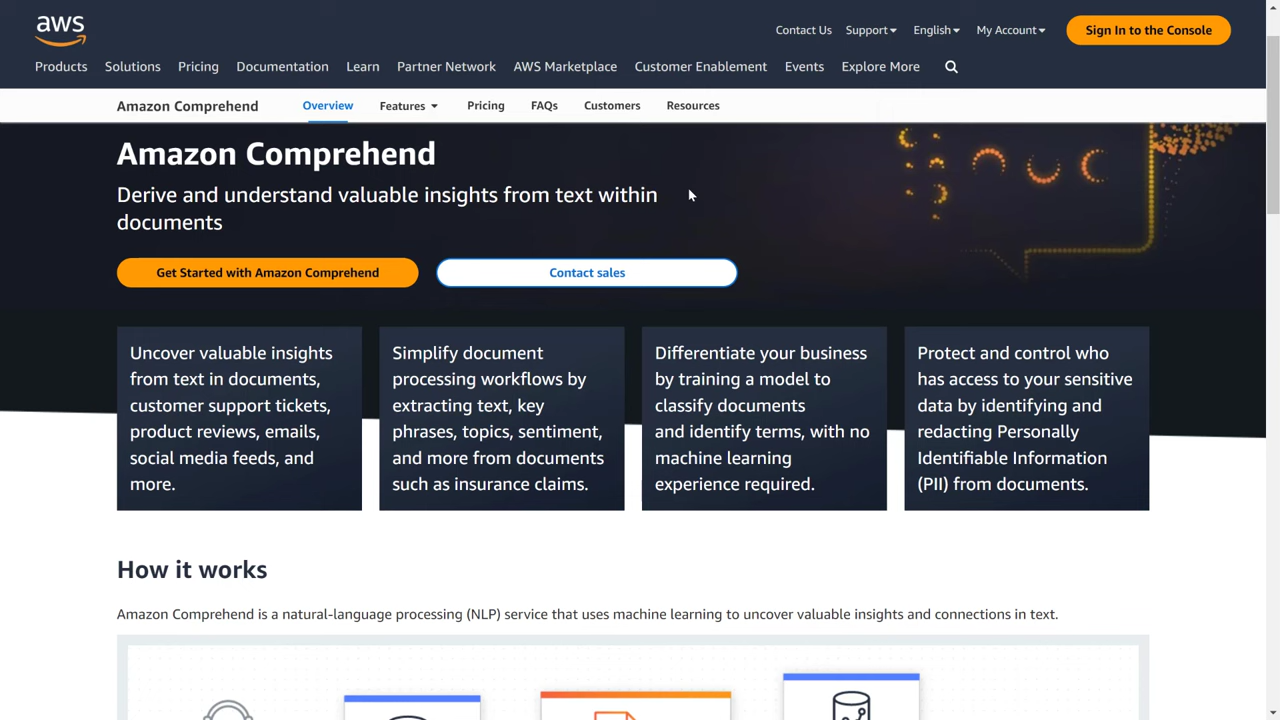 aws
Contact Us Support English My Account Sign In to the Console
Products Solutions Pricing Documentation Learn Partner Network AWS Marketplace Customer Enablement Events Explore More
Amazon Comprehend Overview Features Pricing FAQs Customers Resources
Amazon Comprehend
Derive and understand valuable insights from text within
documents
Get Started with Amazon Comprehend Contact sales
Uncover valuable insights
from text in documents,
customer support tickets,
product reviews, emails,
social media feeds, and
more.
Simplify document
processing workflows by
extracting text, key
phrases, topics, sentiment,
and more from documents
such as insurance claims.
Differentiate your business
by training a model to
classify documents
and identify terms, with no
machine learning
experience required.
Protect and control who
has access to your sensitive
data by identifying and
redacting Personally
Identifiable Information
(PII) from documents.
How it works
Amazon Comprehend is a natural-language processing (NLP) service that uses machine learning to uncover valuable insights and connections in text.